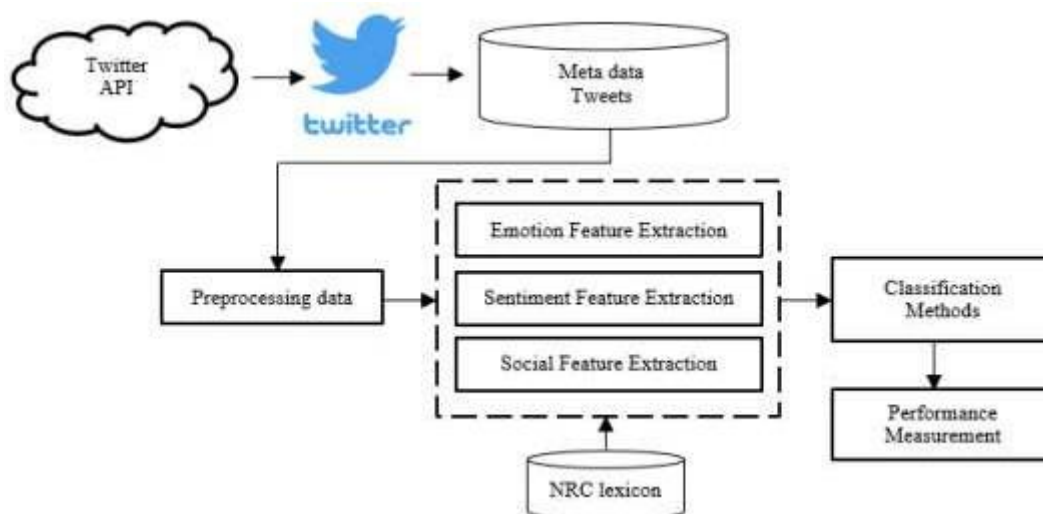 Twitter
API
twitter
Meta data
Tweets
Emotion Feature Extraction
Preprocessing data
Sentiment Feature Extraction
Social Feature Extraction
Classification
Methods
Performance
Measurement
NRC lexicon